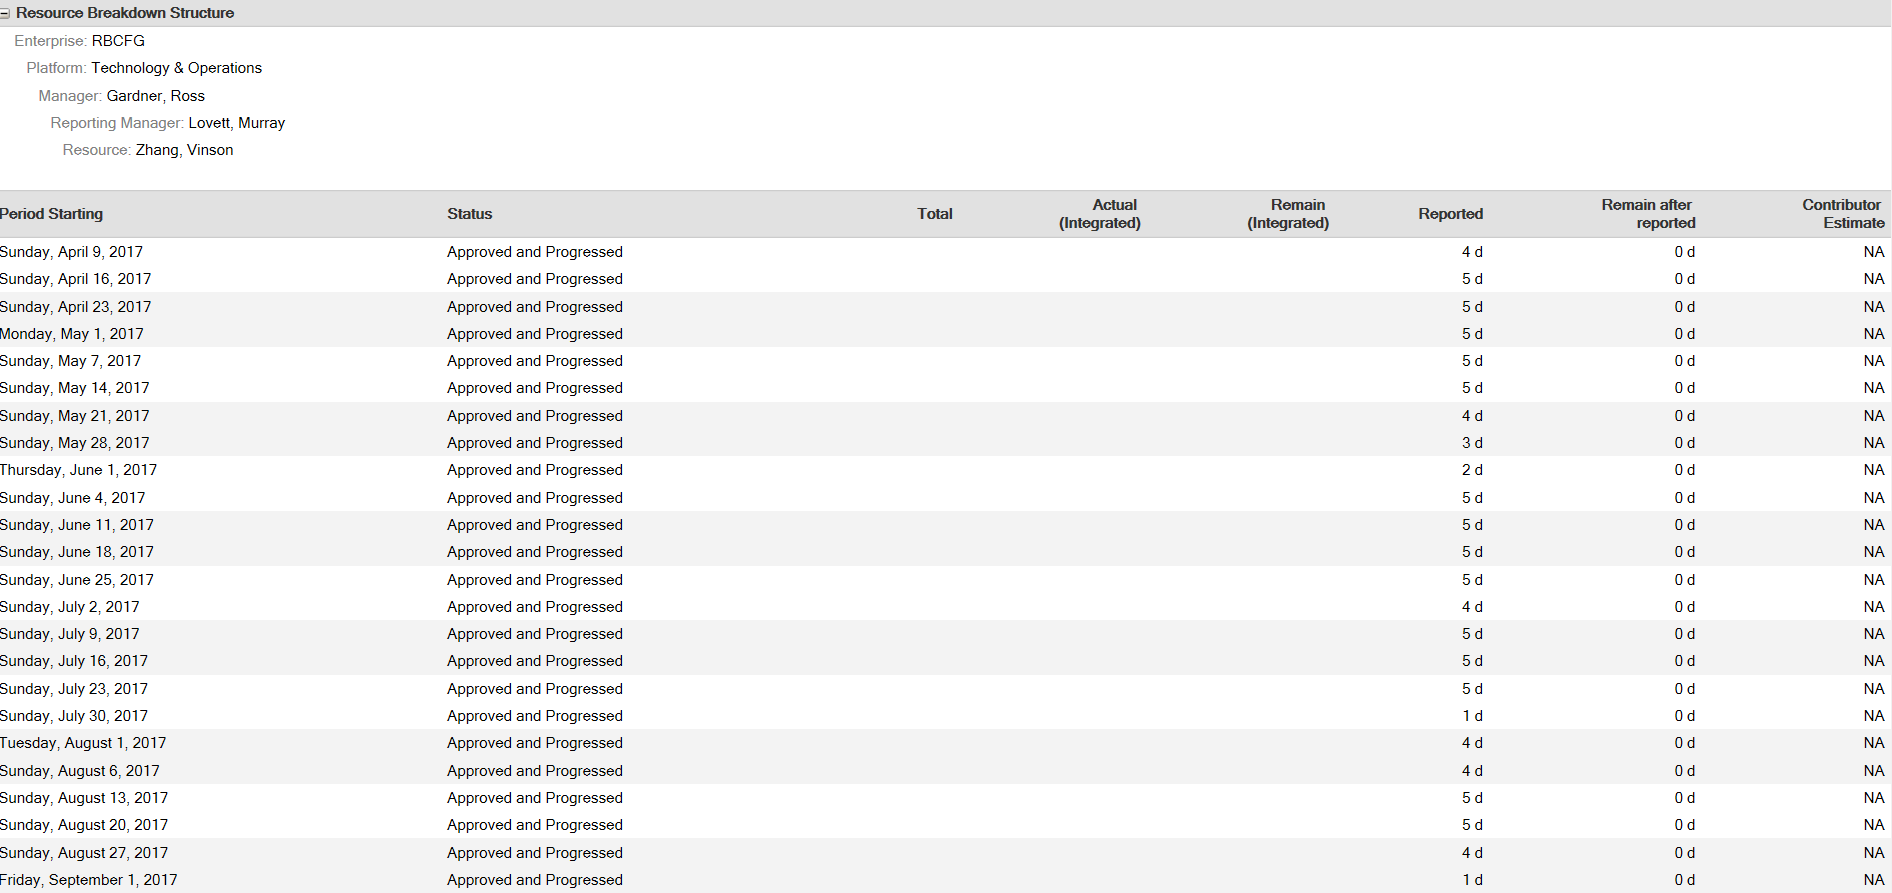 Resource Breakdown Structure
Enterprise: RBCFG
Platform: Technology & Operations
Manager: Gardner, Ross
Reporting Manager: Lovett, Murray
Resource: Zhang, Vinson
Period Starting Status Total Actual (Integrated) Remain (Integrated) Reported Remain after reported Contributor Estimate
Sunday, April 9, 2017 Approved and Progressed 4 d 0 d NA
Sunday, April 16, 2017 Approved and Progressed 5 d 0 d NA
Sunday, April 23, 2017 Approved and Progressed 5 d 0 d NA
Monday, May 1, 2017 Approved and Progressed 5 d 0 d NA
Sunday, May 7, 2017 Approved and Progressed 5 d 0 d NA
Sunday, May 14, 2017 Approved and Progressed 5 d 0 d NA
Sunday, May 21, 2017 Approved and Progressed 4 d 0 d NA
Sunday, May 28, 2017 Approved and Progressed 3 d 0 d NA
Thursday, June 1, 2017 Approved and Progressed 2 d 0 d NA
Sunday, June 4, 2017 Approved and Progressed 5 d 0 d NA
Sunday, June 11, 2017 Approved and Progressed 5 d 0 d NA
Sunday, June 18, 2017 Approved and Progressed 5 d 0 d NA
Sunday, June 25, 2017 Approved and Progressed 5 d 0 d NA
Sunday, July 2, 2017 Approved and Progressed 4 d 0 d NA
Sunday, July 9, 2017 Approved and Progressed 5 d 0 d NA
Sunday, July 16, 2017 Approved and Progressed 5 d 0 d NA
Sunday, July 23, 2017 Approved and Progressed 5 d 0 d NA
Sunday, July 30, 2017 Approved and Progressed 1 d 0 d NA
Tuesday, August 1, 2017 Approved and Progressed 4 d 0 d NA
Sunday, August 6, 2017 Approved and Progressed 4 d 0 d NA
Sunday, August 13, 2017 Approved and Progressed 5 d 0 d NA
Sunday, August 20, 2017 Approved and Progressed 5 d 0 d NA
Sunday, August 27, 2017 Approved and Progressed 4 d 0 d NA
Friday, September 1, 2017 Approved and Progressed 1 d 0 d NA